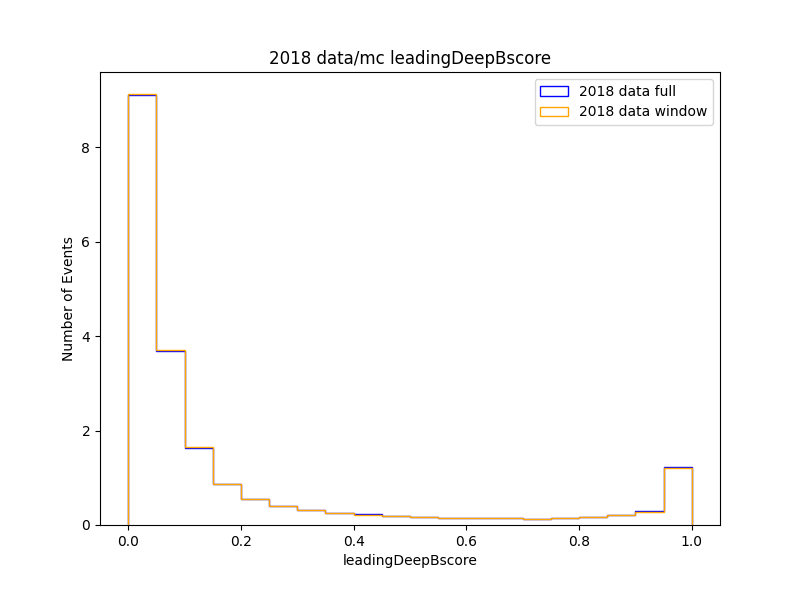 2018 data/mc leadingDeepBscore
2018 data full
2018 data window
Number of Events
8
6
4
2
0
0.0 0.2 0.4 0.6 0.8 1.0
leadingDeepBscore